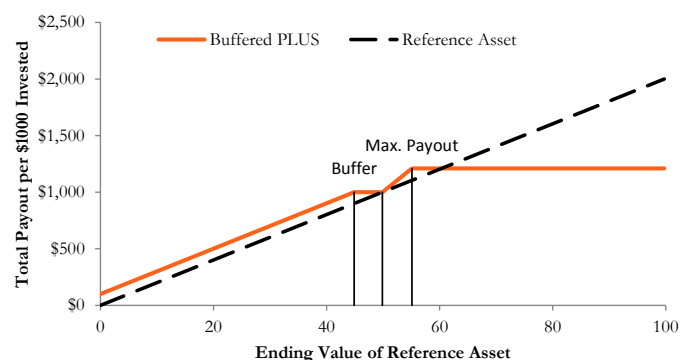 $2,500
Buffered PLUS
Reference Asset
$2,000
$1,500
Max. Payout
Buffer
$1,000
$500
$0
0
20
40
60
80
100
Total Payout per $1000 Invested
Ending Value of Reference Asset